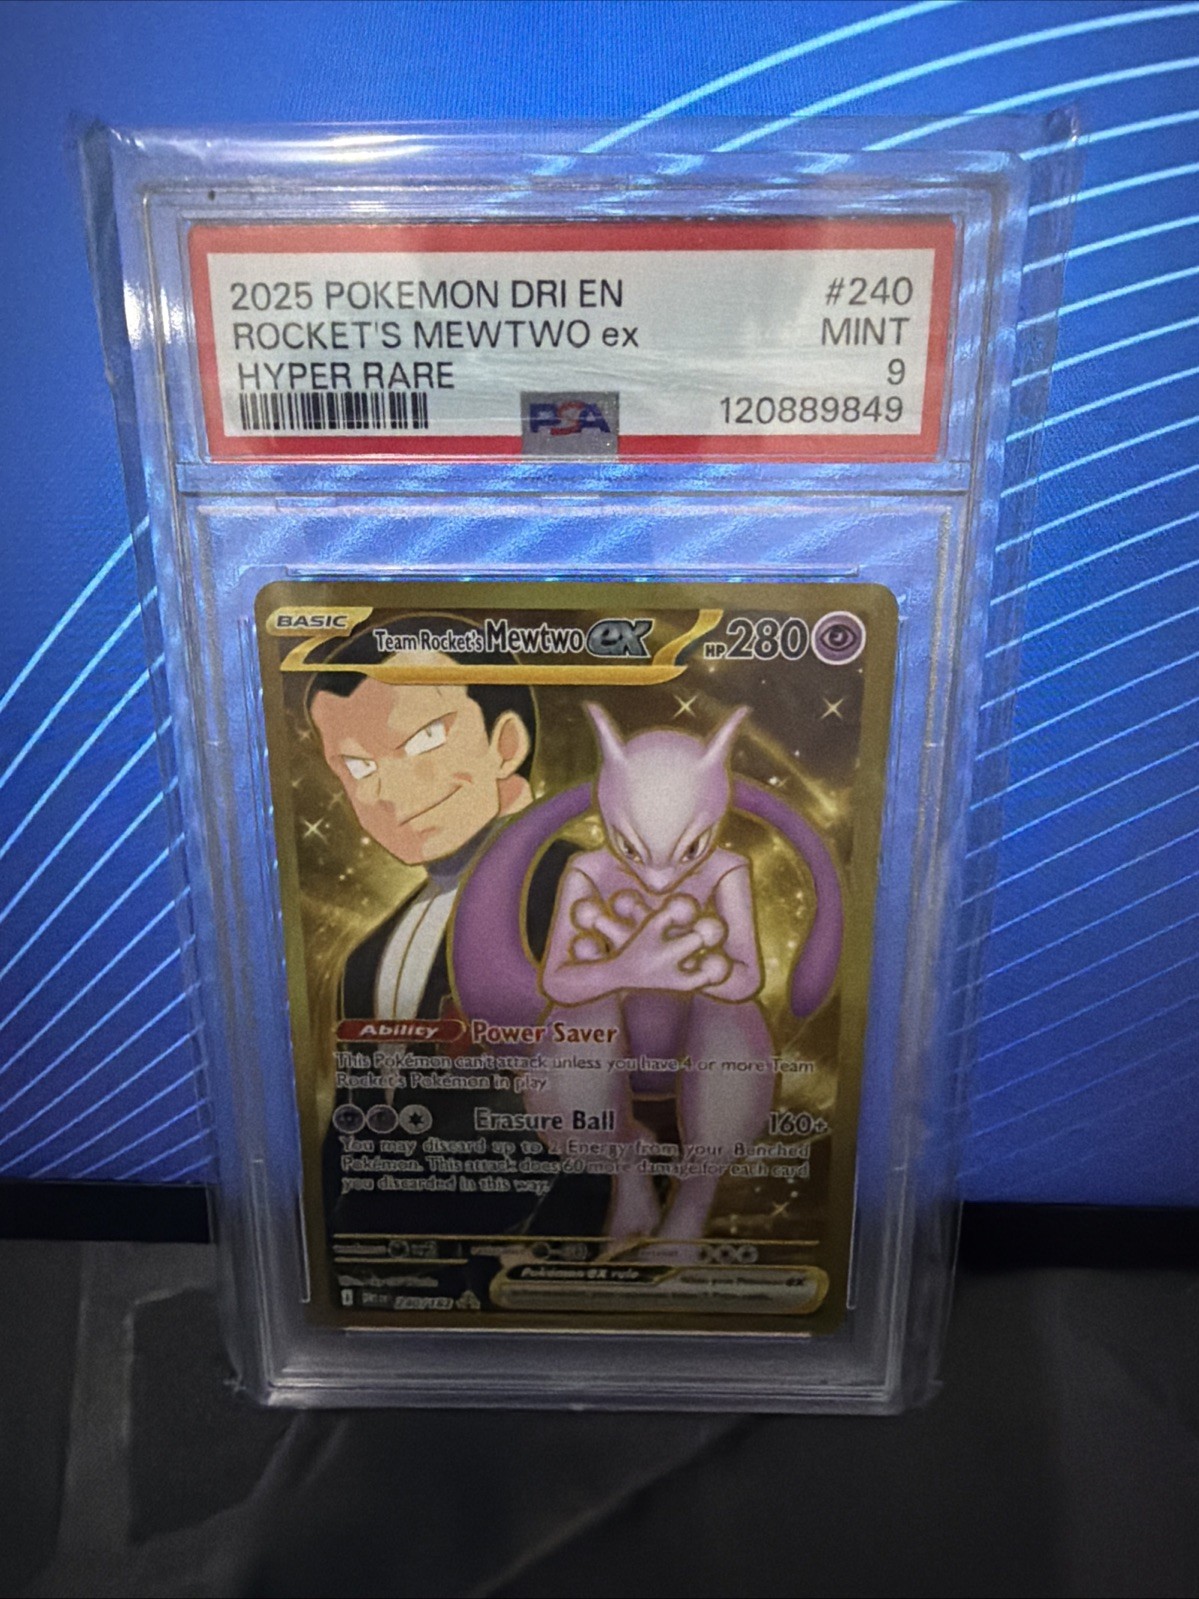 2025 POKEMON DRI EN #240
ROCKET'S MEWTWO ex MINT
HYPER RARE 9
PSA 120889849
BASIC Team Rocket's Mewtwo ex HP 280
Ability Power Saver
This Pokémon can't attack unless you have 4 or more Team
Rocket's Pokémon in play.
Erasure Ball 160+
You may discard up to 2 Energy from your Benched
Pokémon. This attack does 60 more damage for each card
you discarded in this way.
Pokémon ex rule
240/182